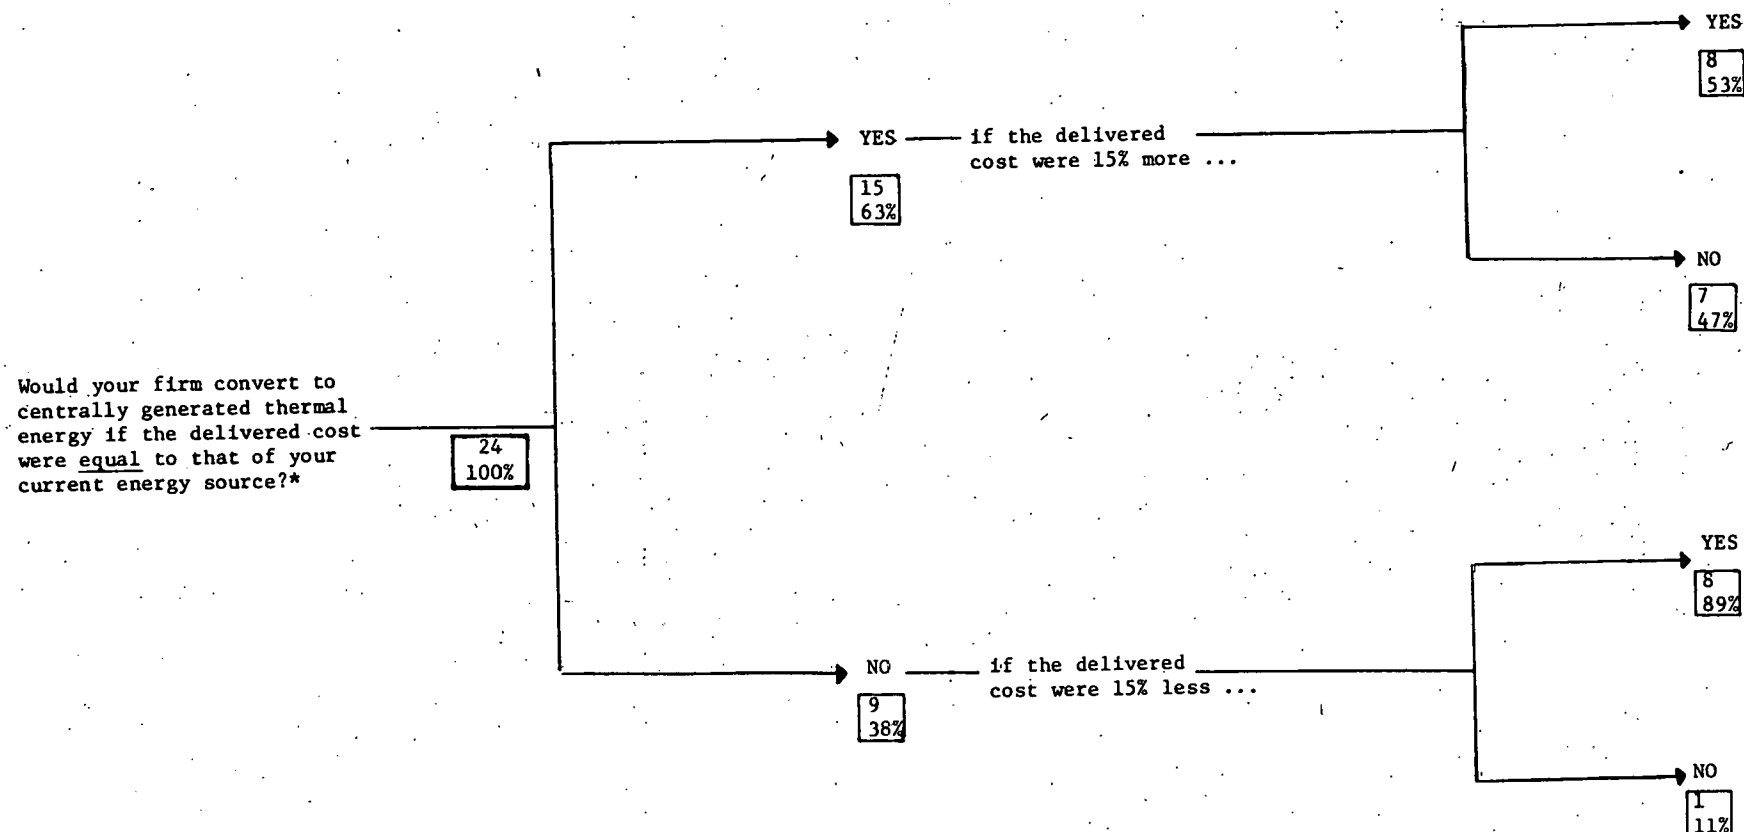 Would your firm convert to
centrally generated thermal
energy if the delivered cost
were equal to that of your
current energy source?*
24
100%
YES
15
63%
if the delivered
cost were 15% more ...
YES
8
53%
NO
7
47%
NO
9
38%
if the delivered
cost were 15% less ...
YES
8
89%
NO
1
11%